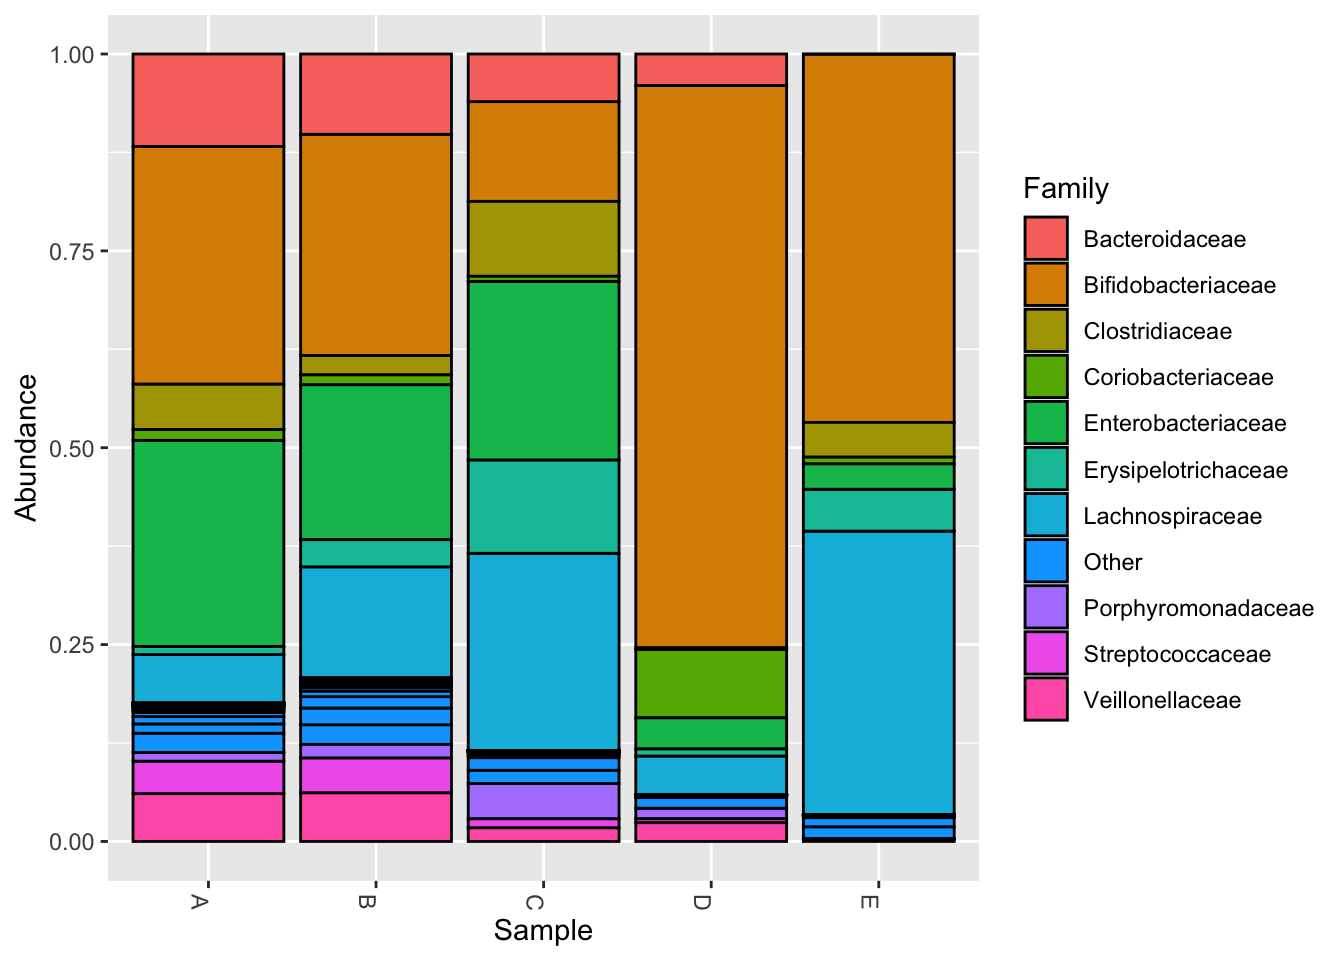 1.00
0.75
0.50
0.25
0.00
Abundance
A
B
C
D
E
Sample
Family
Bacteroidaceae
Bifidobacteriaceae
Clostridiaceae
Coriobacteriaceae
Enterobacteriaceae
Erysipelotrichaceae
Lachnospiraceae
Other
Porphyromonadaceae
Streptococcaceae
Veillonellaceae